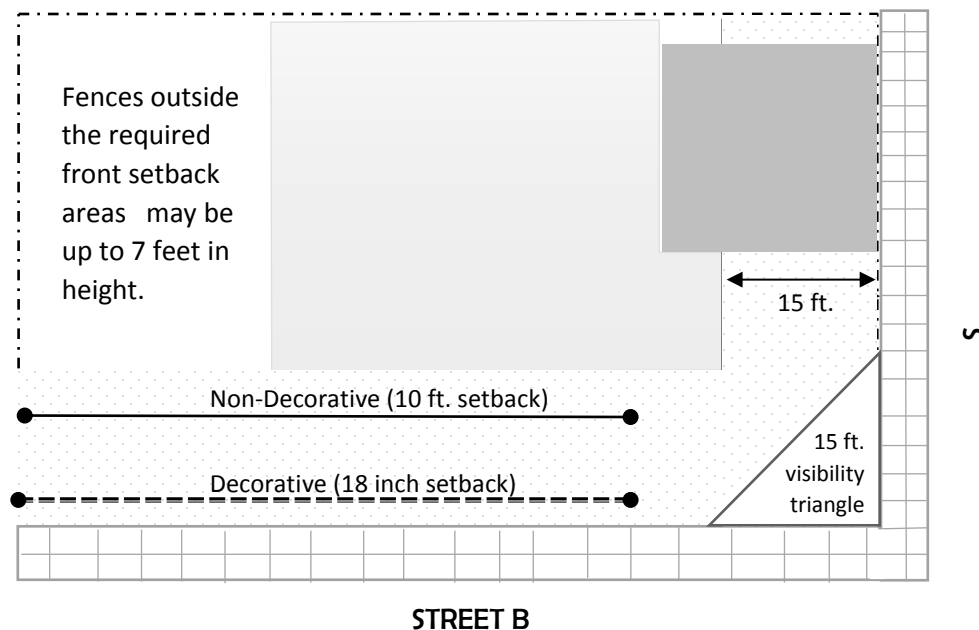 Fences outside
the required
front setback
areas may be
up to 7 feet in
height.
15 ft.
Non-Decorative (10 ft. setback)
15 ft.
visibility
triangle
Decorative (18 inch setback)
STREET B